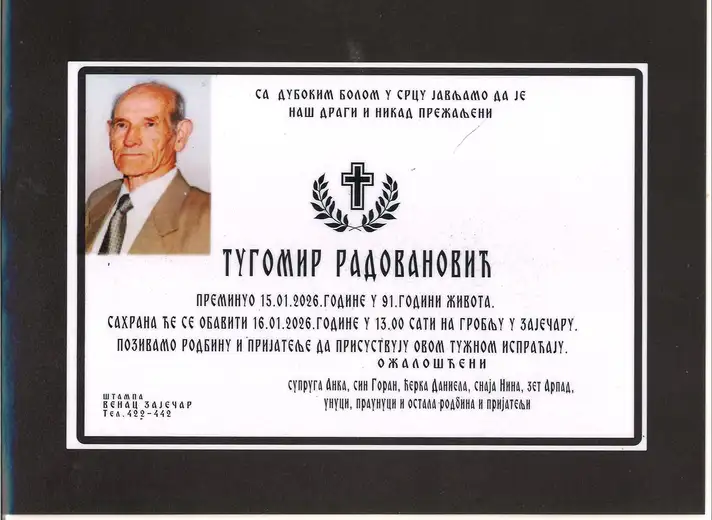 СА ДУБОКИМ БОЛОМ У СРЦУ ЈАВЉАМО ДА ЈЕ
НАШ ДРАГИ И НИКАД ПРЕЖАЉЕНИ
ТУГОМИР РАДОВАНОВИЋ
ПРЕМИНУО 15.01.2026.ГОДИНЕ У 91.ГОДИНИ ЖИВОТА.
САХРАНА ЋЕ СЕ ОБАВИТИ 16.01.2026.ГОДИНЕ У 13.00 САТИ НА ГРОБЉУ У ЗАЈЕЧАРУ.
ПОЗИВАМО РОДБИНУ И ПРИЈАТЕЉЕ ДА ПРИСУСТВУЈУ ОВОМ ТУЖНОМ ИСПРАЋАЈУ.
ОЖАЛОШЋЕНИ
супруга Анка, син Горан, ћерка Даниела, снаја Нина, зет Арпад,
унуци, праунуци и остала родбина и пријатељи
ШТАМПА
ВЕНАЦ ЗАЈЕЧАР
Тел.422-442